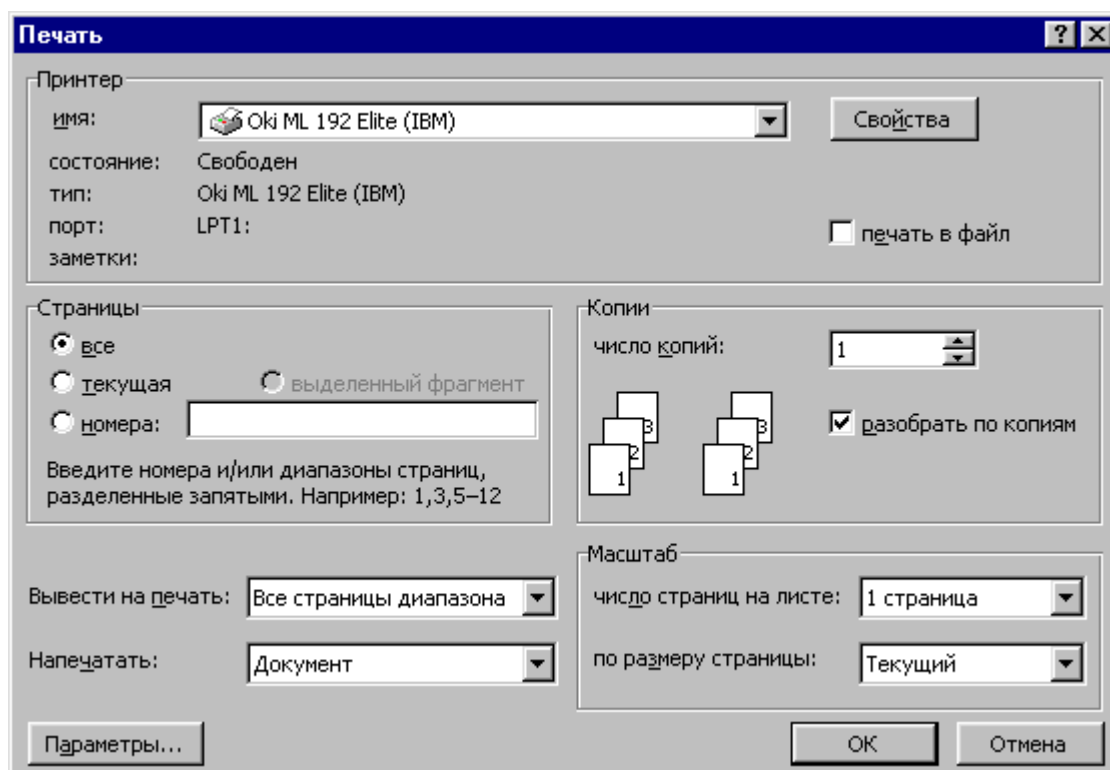 Печать
Принтер
имя: Oki ML 192 Elite (IBM) Свойства
состояние: Свободен
тип: Oki ML 192 Elite (IBM)
порт: LPT1: печать в файл
заметки:
Страницы
все
текущая выделенный фрагмент
номера:
Введите номера и/или диапазоны страниц,
разделенные запятыми. Например: 1,3,5–12
Копии
число копий: 1
3 3
2 2
1 1
разобрать по копиям
Вывести на печать: Все страницы диапазона
Напечатать: Документ
Масштаб
число страниц на листе: 1 страница
по размеру страницы: Текущий
Параметры... ОК Отмена